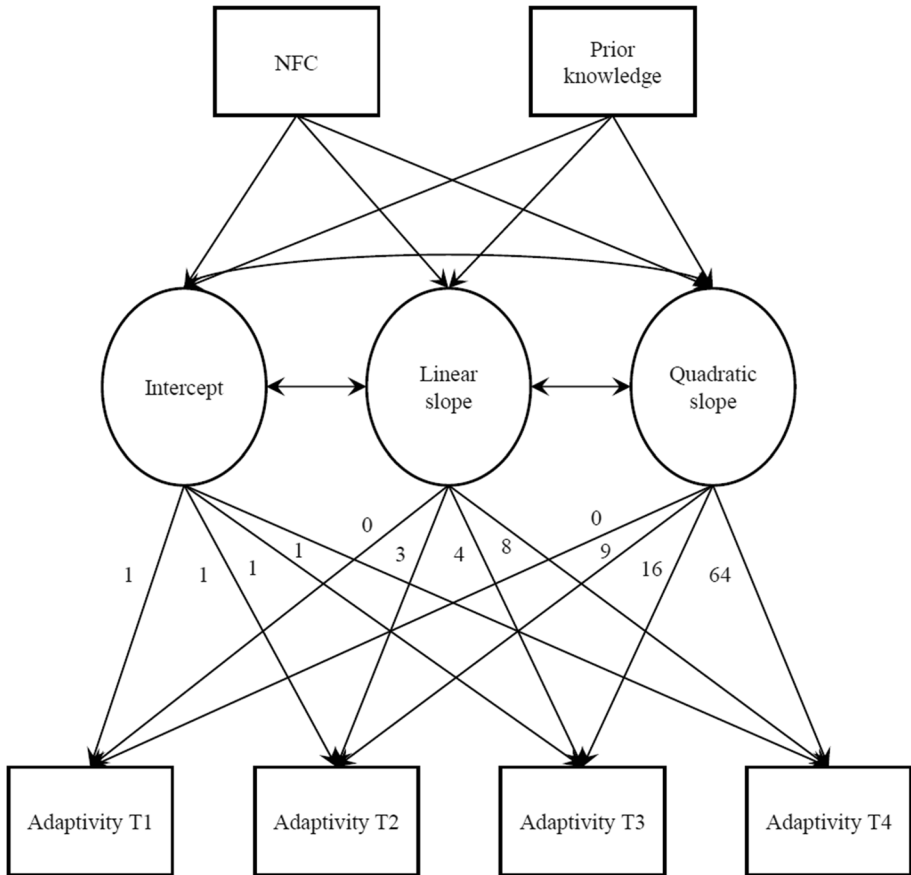 NFC
Prior
knowledge
Intercept
Linear
slope
Quadratic
slope
1
1
1
1
0
3
4
8
0
9
16
64
Adaptivity T1
Adaptivity T2
Adaptivity T3
Adaptivity T4